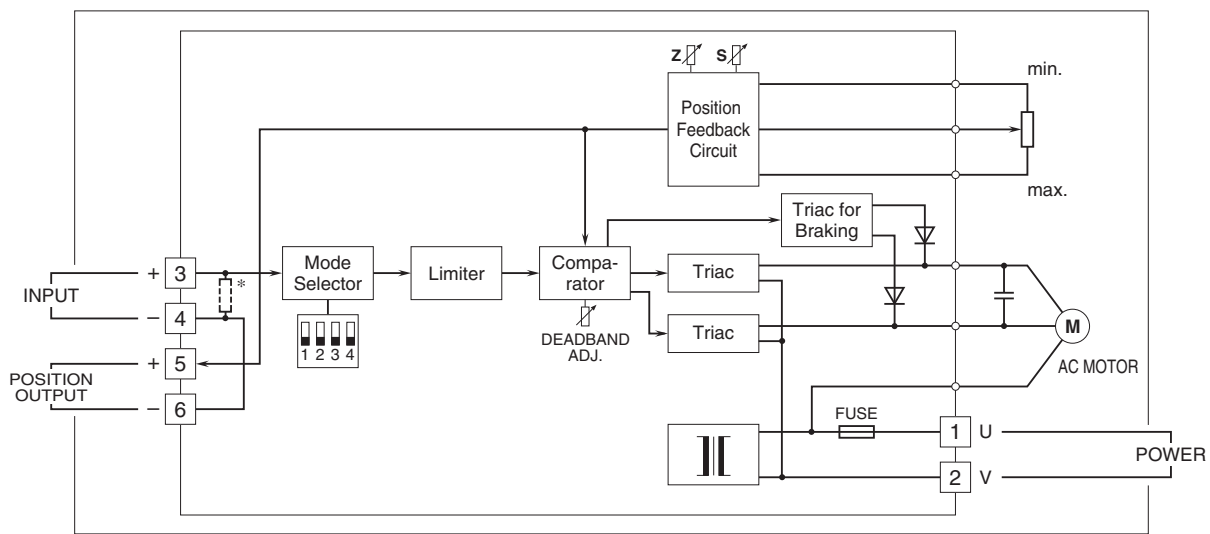 Z S
min.
Position
Feedback
Circuit
max.
Triac for
Braking
INPUT
+ 3
*
− 4
Mode
Selector
1 2 3 4
Limiter
Compa-
rator
DEADBAND
ADJ.
Triac
Triac
M
AC MOTOR
POSITION
OUTPUT
+ 5
− 6
FUSE
1 U
2 V
POWER